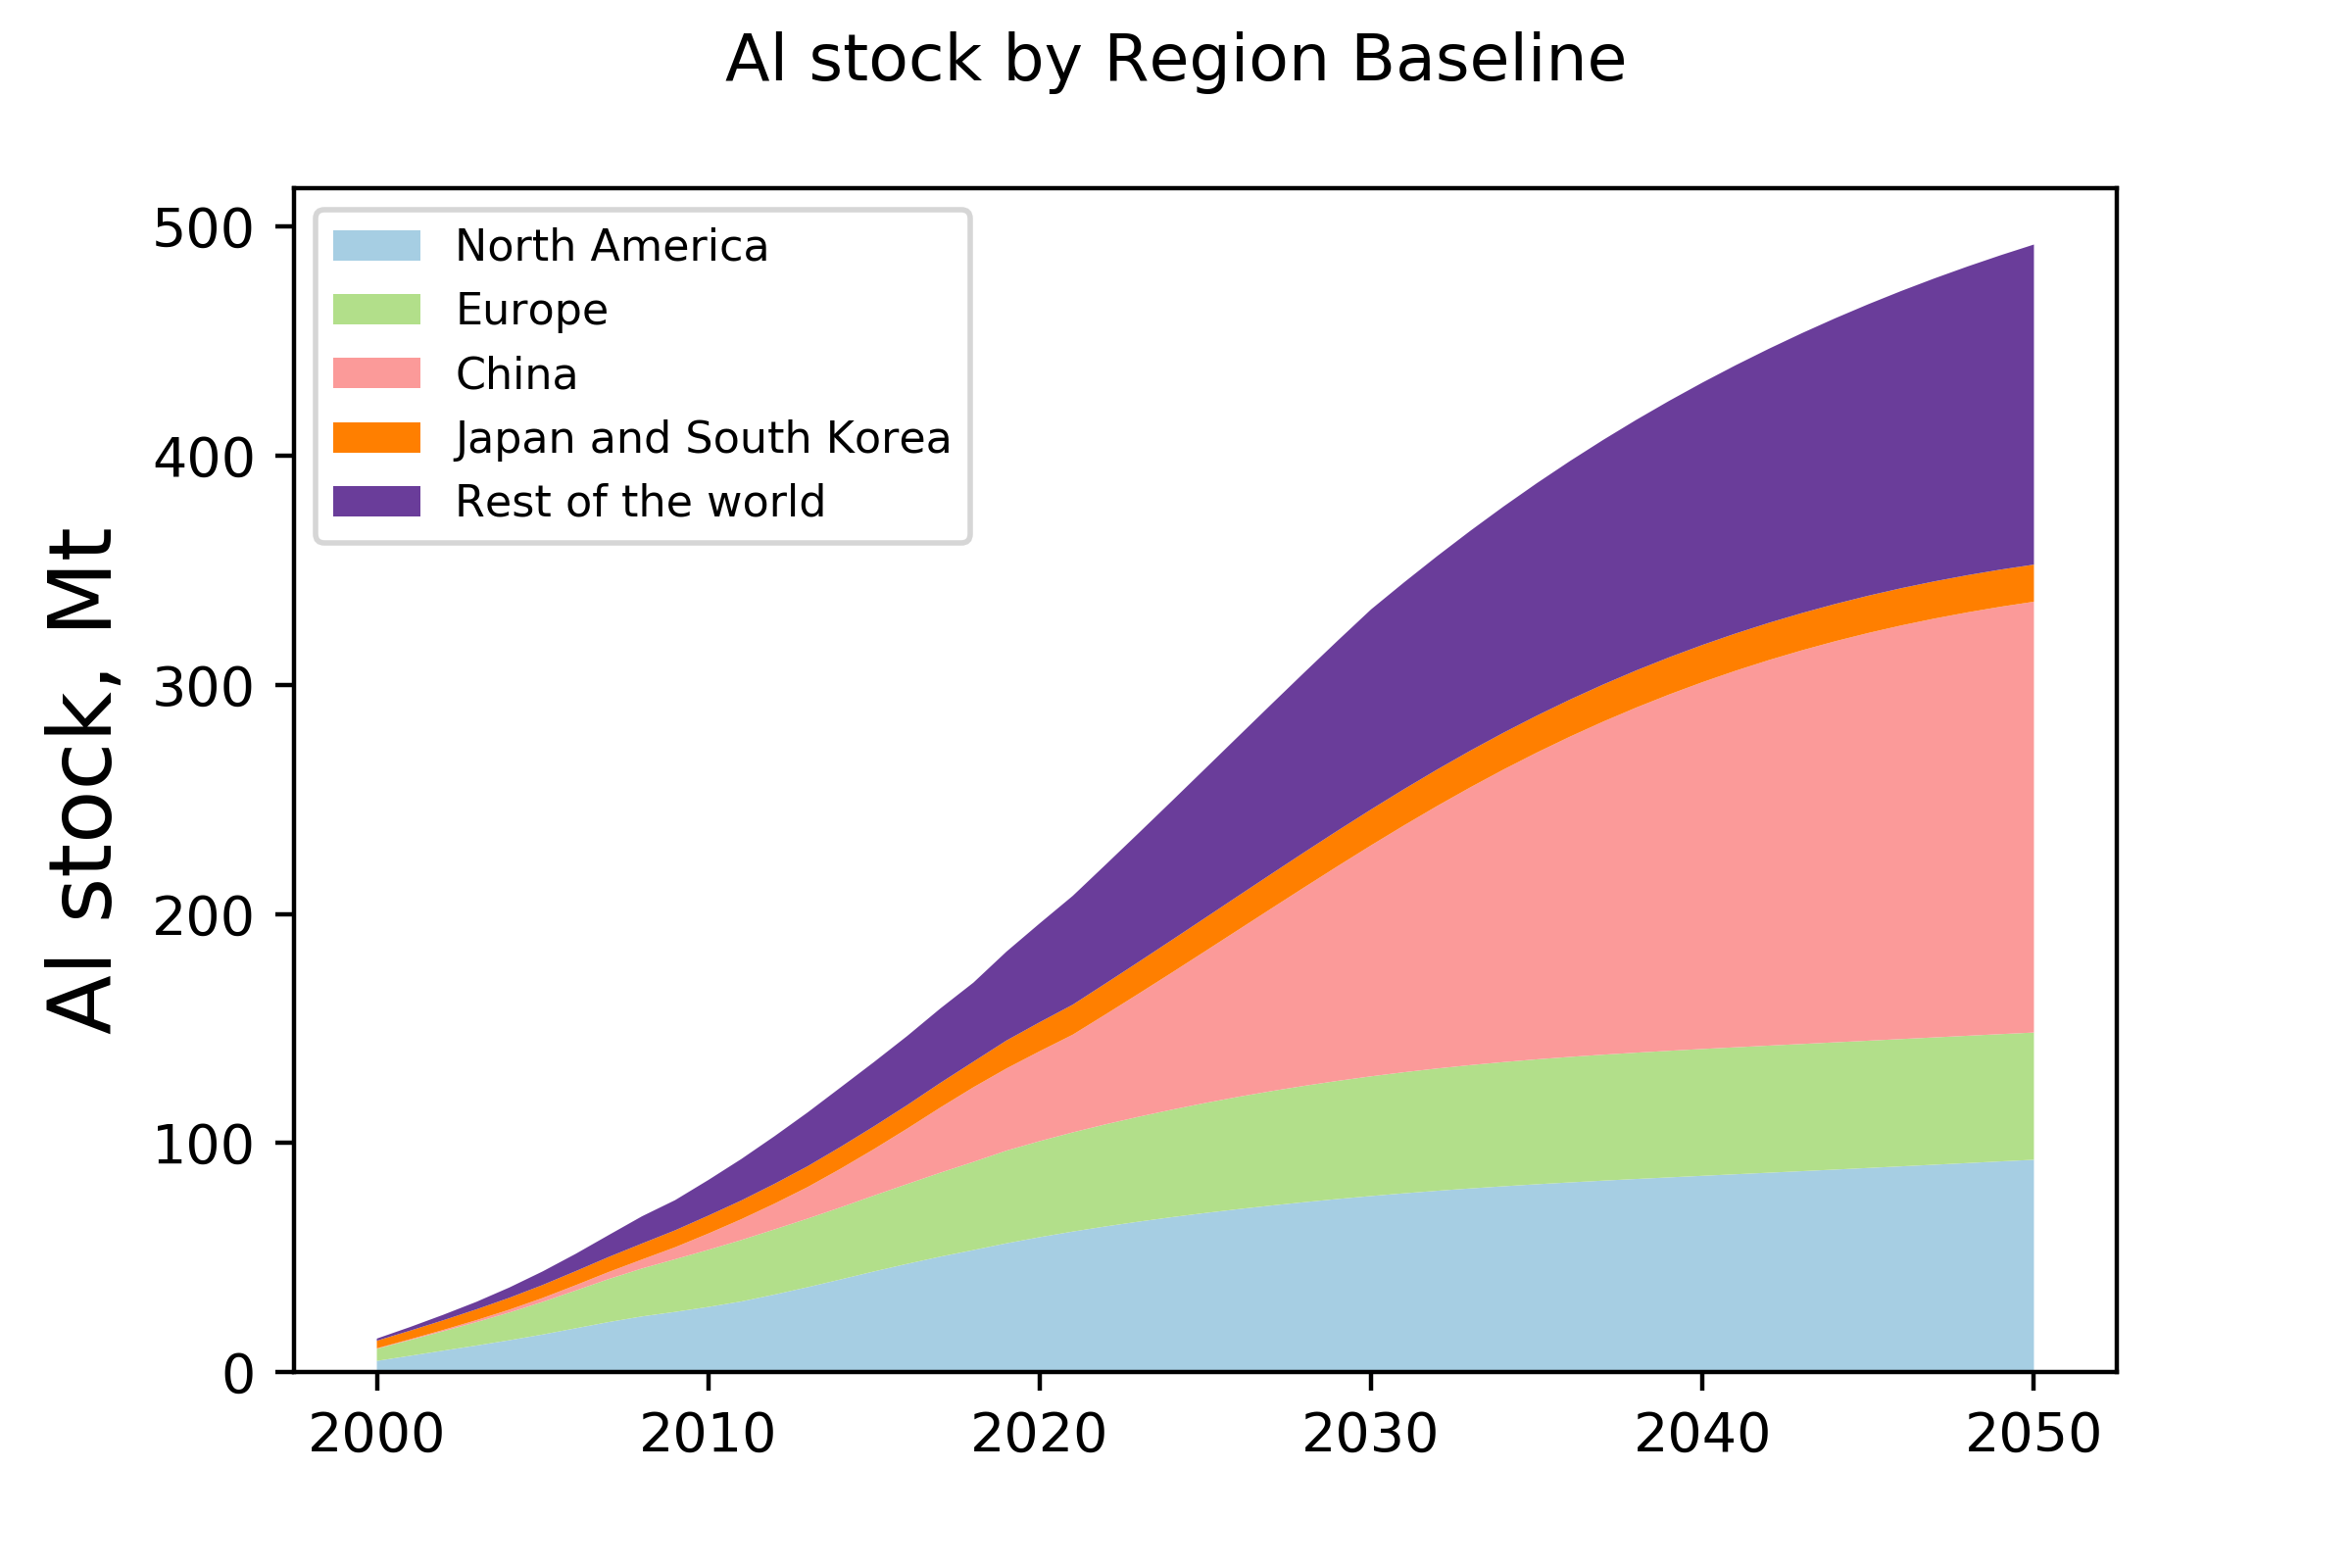 Al stock by Region Baseline
Al stock, Mt
500
400
300
200
100
0
North America
Europe
China
Japan and South Korea
Rest of the world
2000 2010 2020 2030 2040 2050